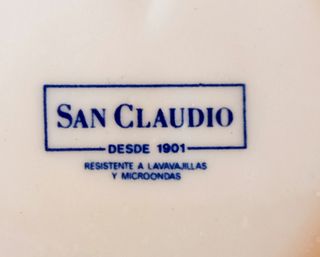 SAN CLAUDIO
DESDE 1901
RESISTENTE A LAVAVAJILLAS
Y MICROONDAS